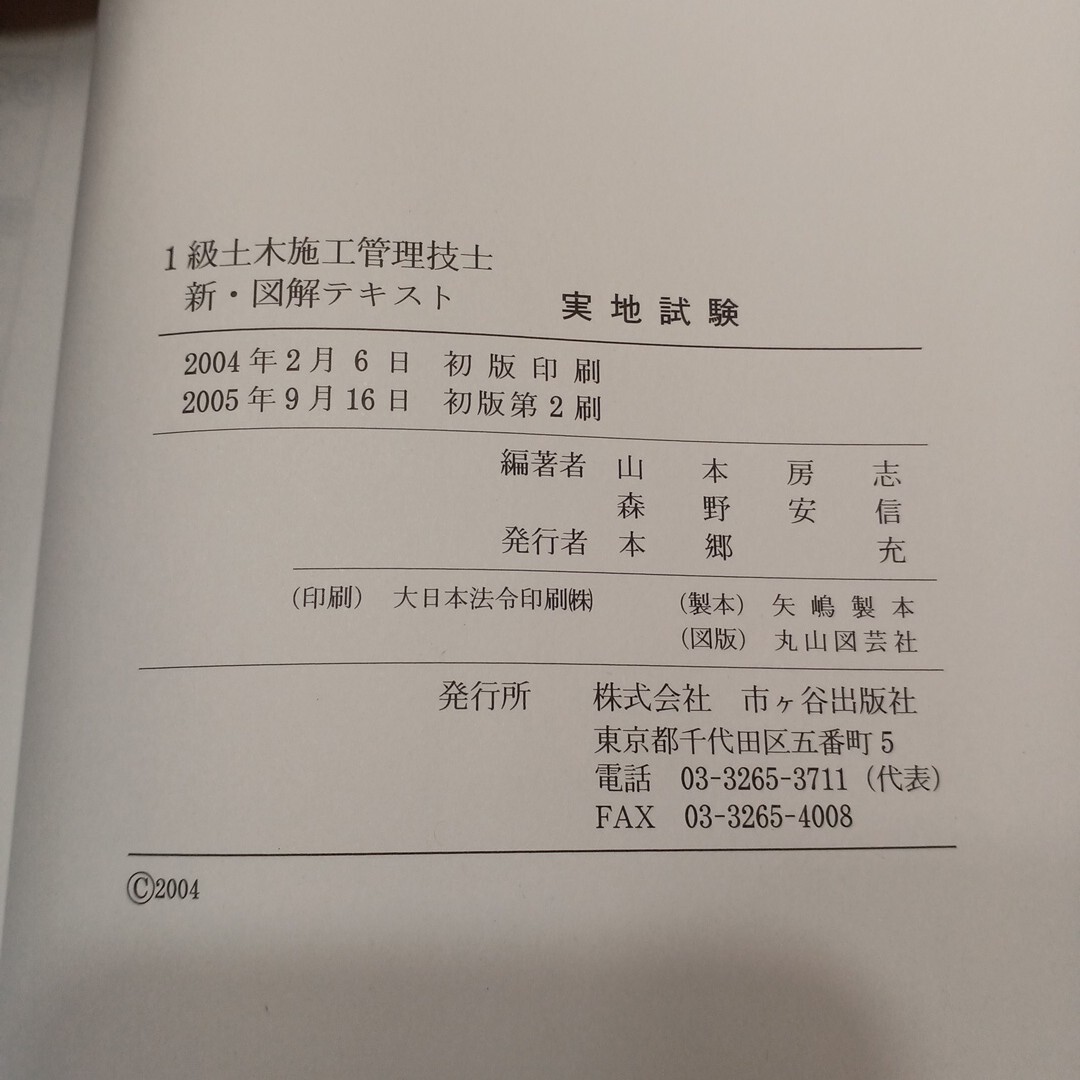 1級土木施工管理技士
新・図解テキスト 実地試験
2004年2月6日 初版印刷
2005年9月16日 初版第2刷
編著者 山本房志
森野安信
発行者 本郷充
(印刷) 大日本法令印刷㈱ (製本) 矢嶋製本
(図版) 丸山図芸社
発行所 株式会社 市ヶ谷出版社
東京都千代田区五番町5
電話 03-3265-3711 (代表)
FAX 03-3265-4008
©2004